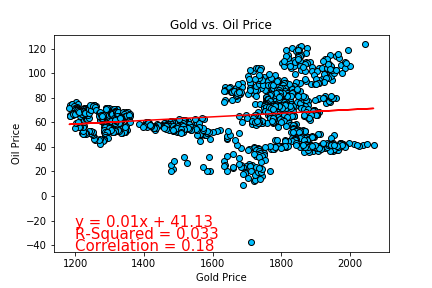 Gold vs. Oil Price
120
100
80
60
40
20
0
−20
−40
Oil Price
y = 0.01x + 41.13
R-Squared = 0.033
Correlation = 0.18
1200 1400 1600 1800 2000
Gold Price